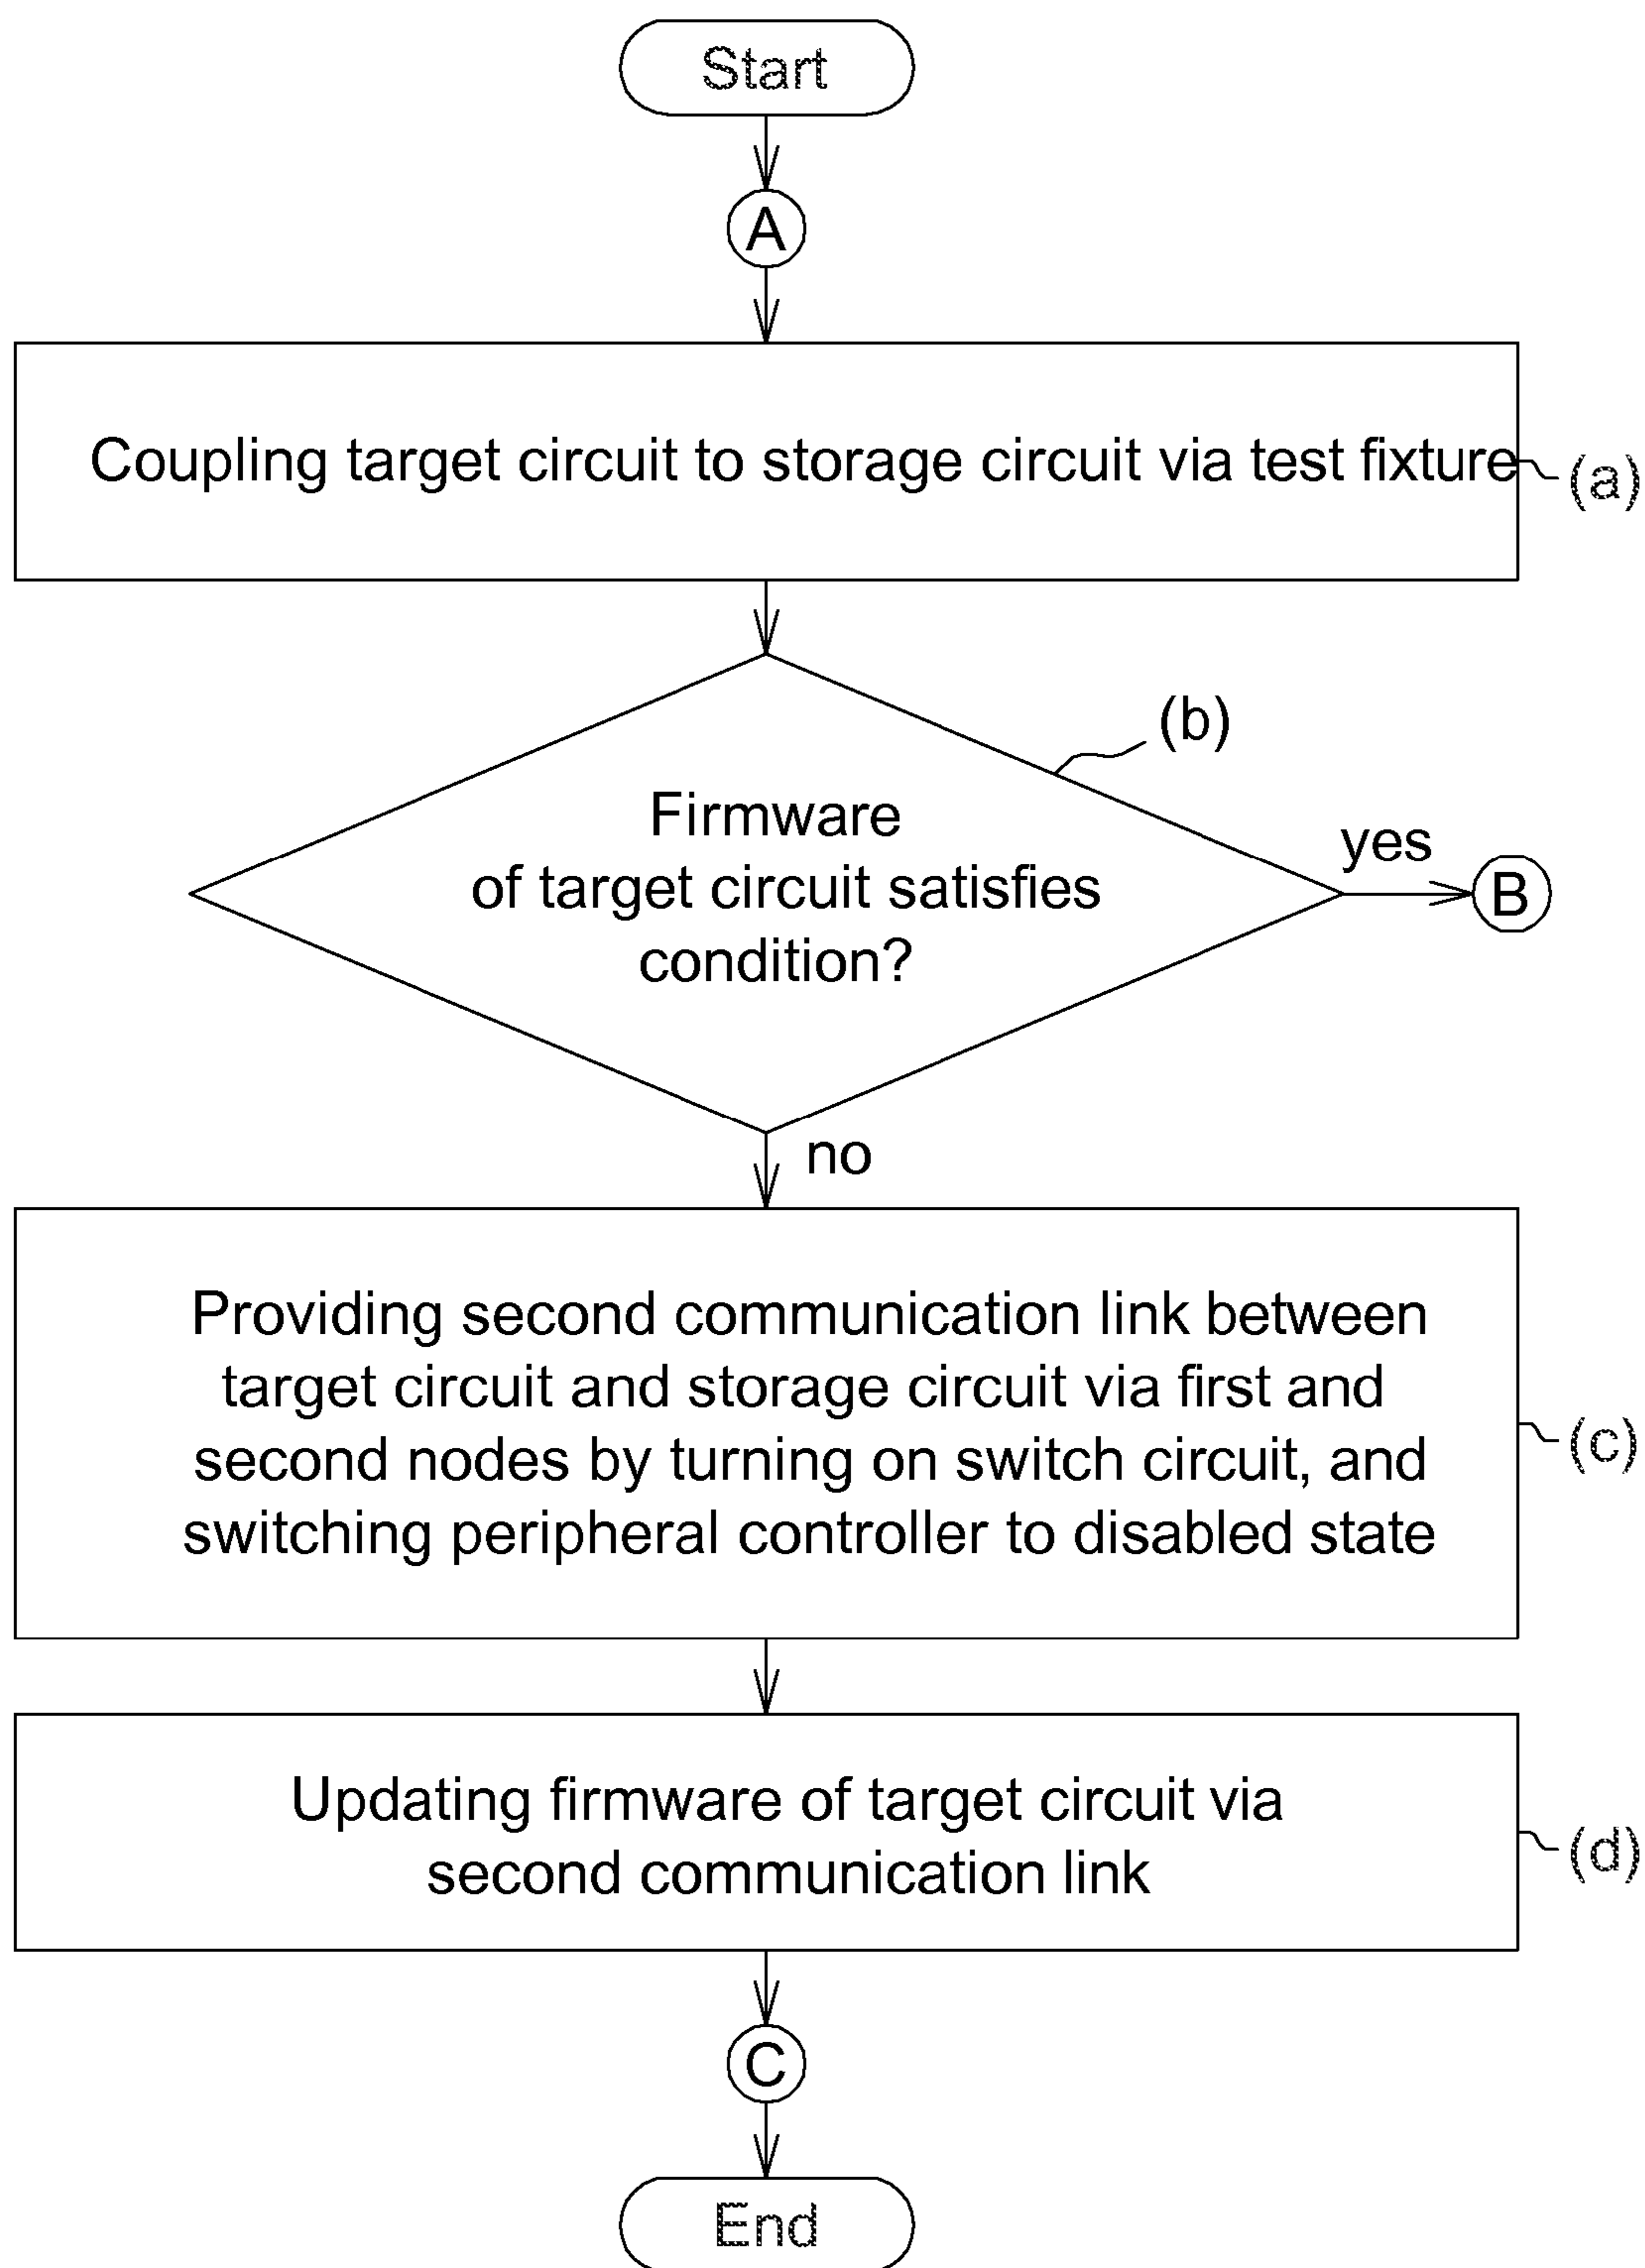 Start
A
Coupling target circuit to storage circuit via test fixture
(a)
(b)
Firmware
of target circuit satisfies
condition?
yes
B
no
Providing second communication link between
target circuit and storage circuit via first and
second nodes by turning on switch circuit, and
switching peripheral controller to disabled state
(c)
Updating firmware of target circuit via
second communication link
(d)
C
End